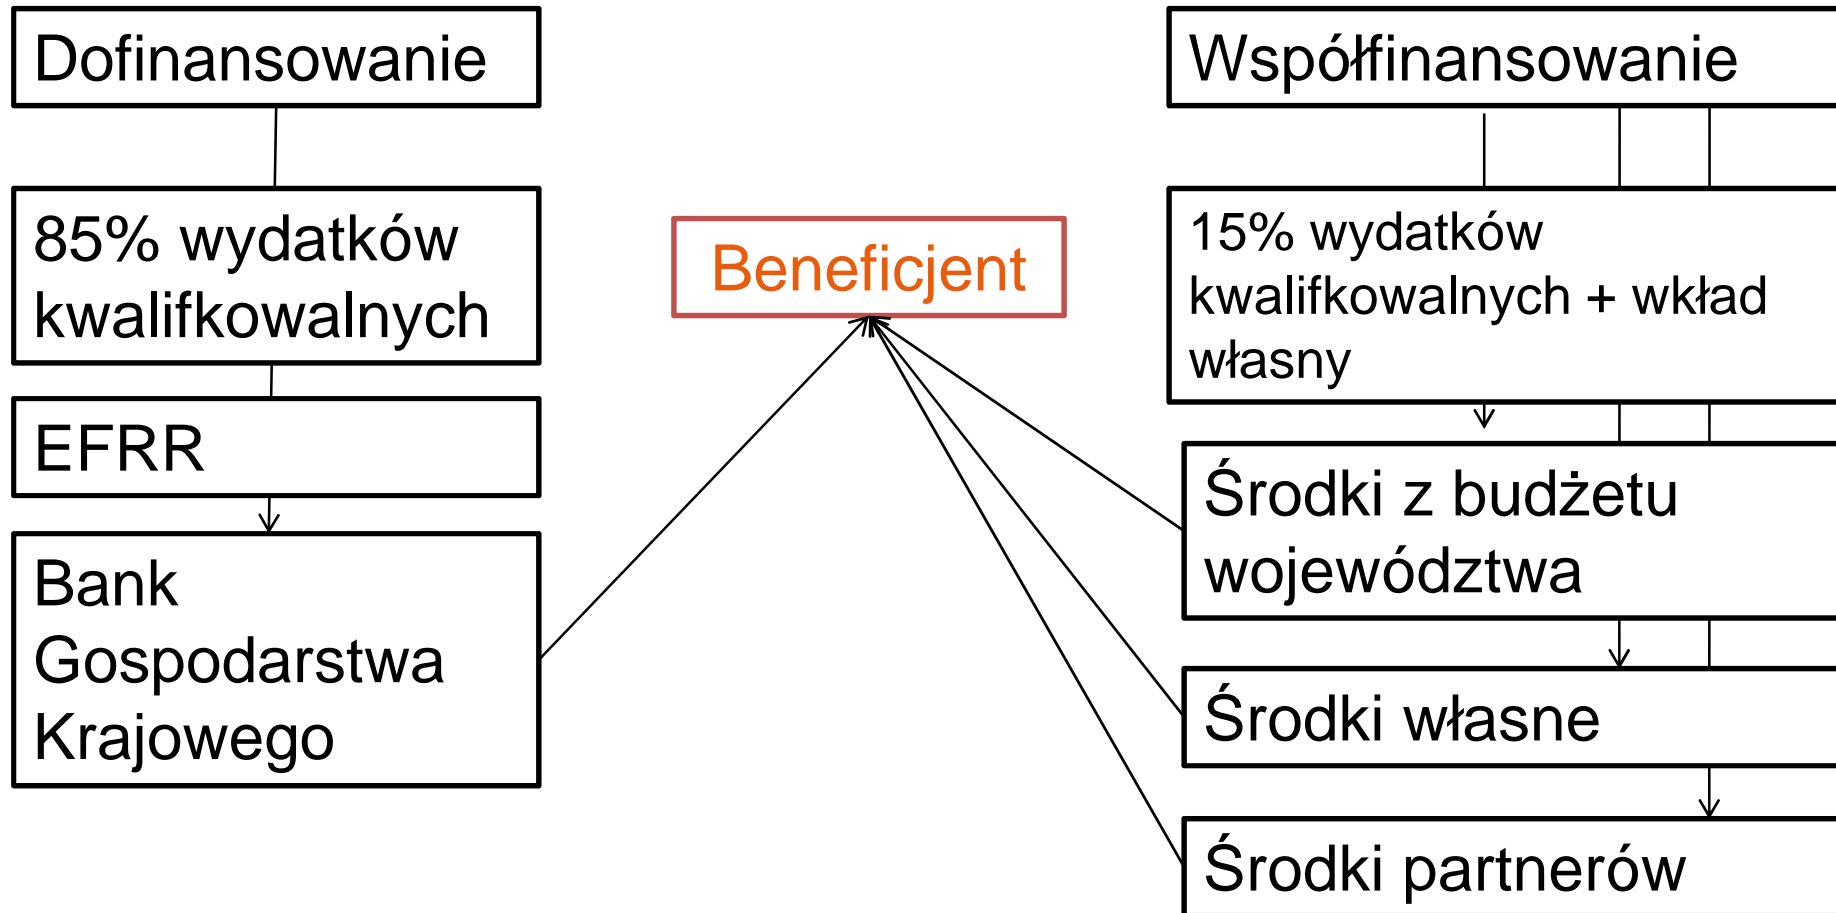 Dofinansowanie
85% wydatków
kwalifkowalnych
EFRR
Bank
Gospodarstwa
Krajowego
Beneficjent
Współfinansowanie
15% wydatków
kwalifkowalnych + wkład
własny
Środki z budżetu
województwa
Środki własne
Środki partnerów